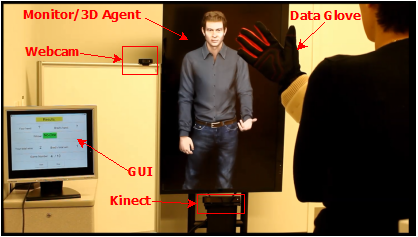 Monitor/3D Agent
Data Glove
Webcam
GUI
Kinect